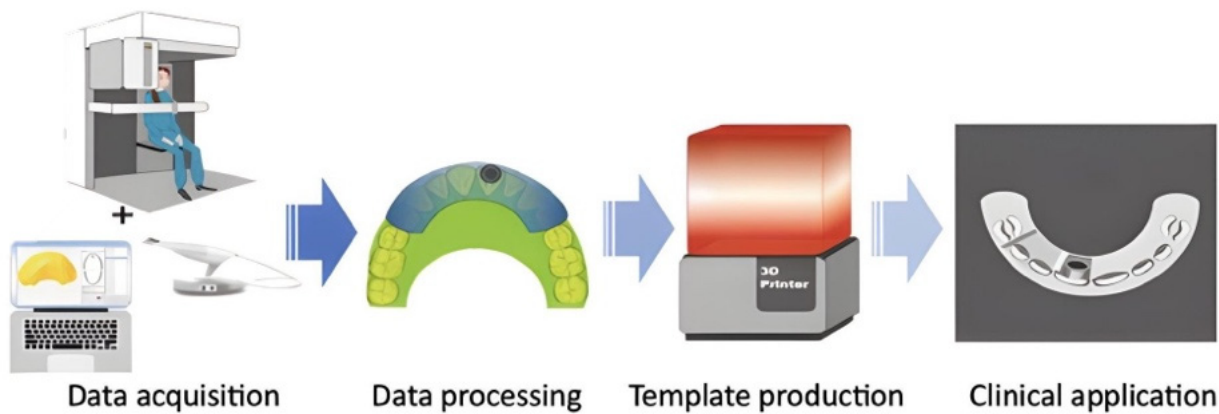 +
3D
Printer
Data acquisition
Data processing
Template production
Clinical application